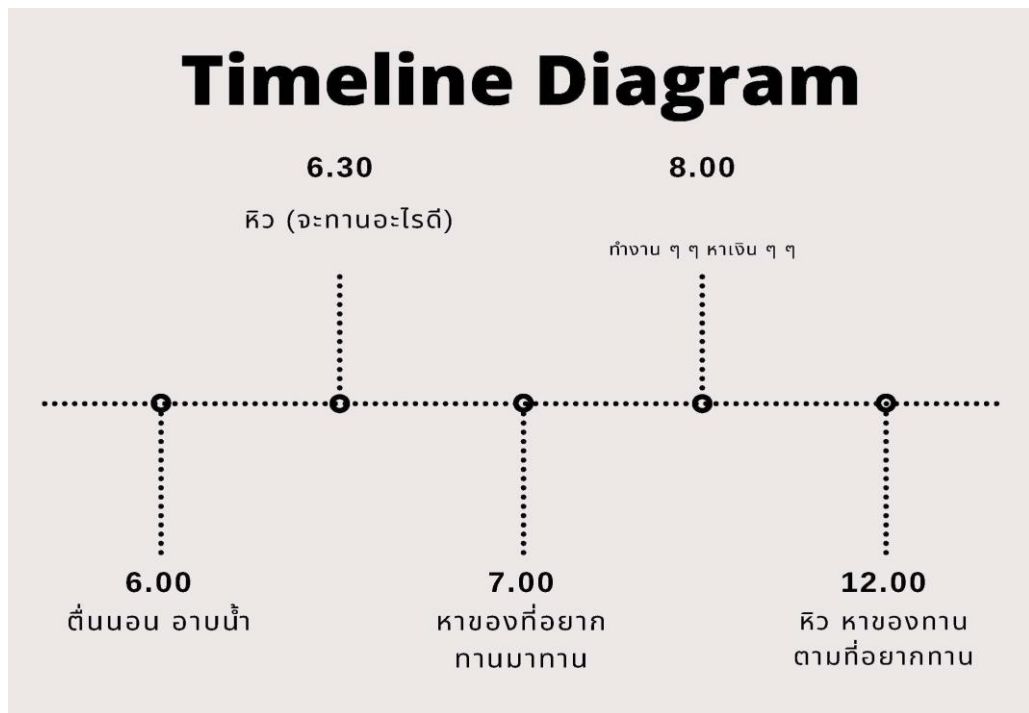 Timeline Diagram
6.30
หิว (จะทานอะไรดี)
8.00
ทำงาน ๆ ๆ หาเงิน ๆ ๆ
6.00
ตื่นนอน อาบน้ำ
7.00
หาของที่อยาก
ทานมาทาน
12.00
หิว หาของทาน
ตามที่อยากทาน